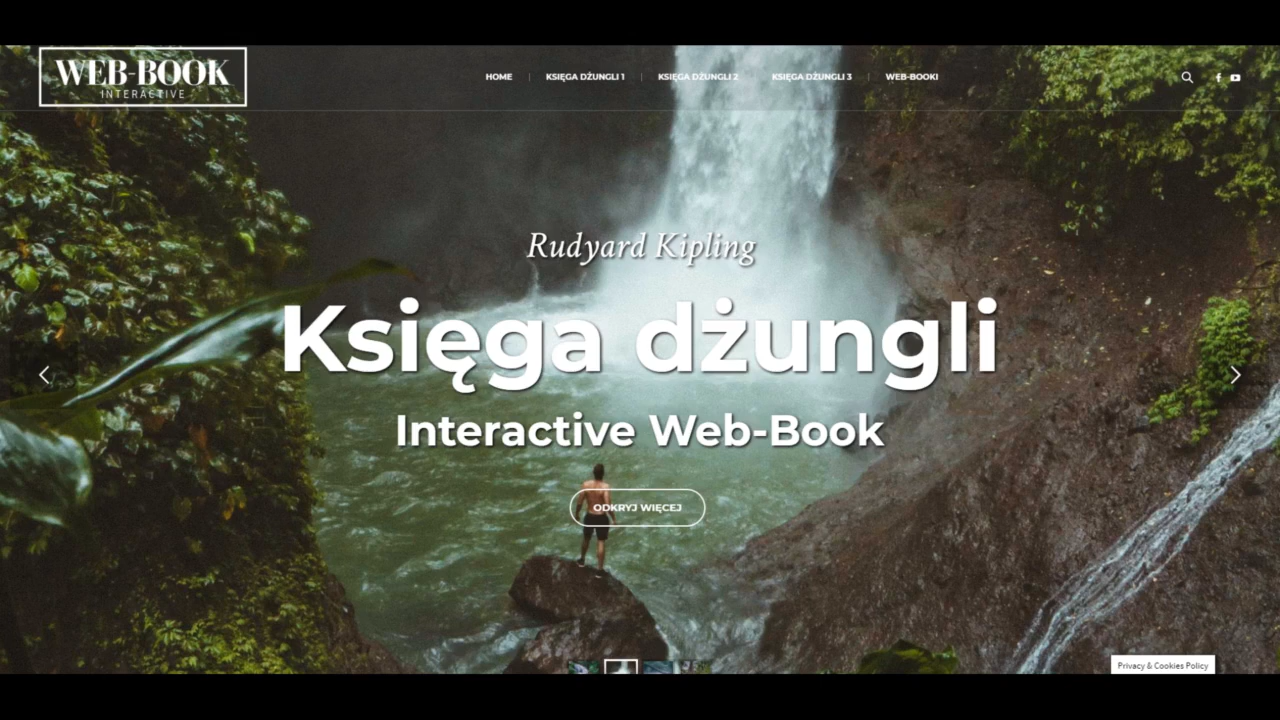 WEB-BOOK
INTERACTIVE
HOME
KSIĘGA DŻUNGLI 1
KSIĘGA DŻUNGLI 2
KSIĘGA DŻUNGLI 3
WEB-BOOKI
Rudyard Kipling
Księga dżungli
Interactive Web-Book
ODKRYJ WIĘCEJ
Privacy & Cookies Policy